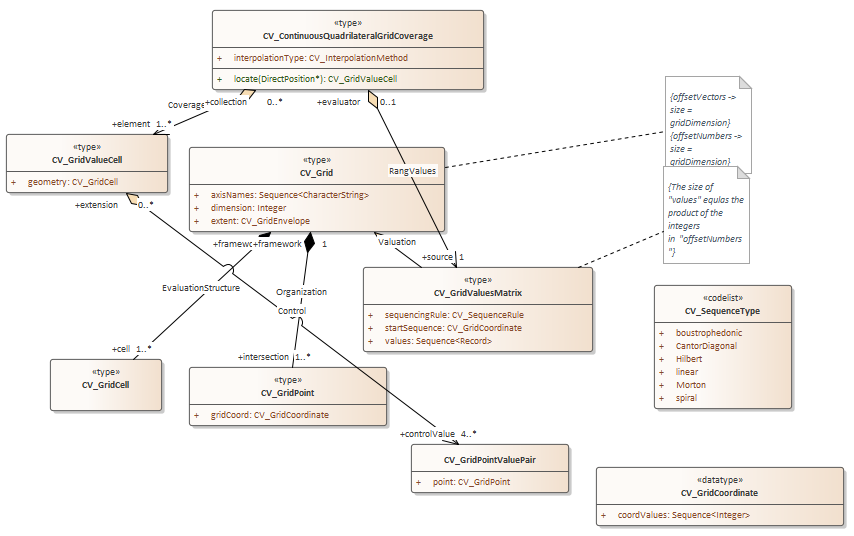 «type»
CV_ContinuousQuadrilateralGridCoverage
+ interpolationType: CV_InterpolationMethod
+ locate(DirectPosition*): CV_GridValueCell
Coverage
+collection 0..*
+evaluator 0..1
+element 1..*
«type»
CV_GridValueCell
+ geometry: CV_GridCell
+extension 0..*
«type»
CV_Grid
+ axisNames: Sequence<CharacterString>
+ dimension: Integer
+ extent: CV_GridEnvelope
RangValues
{offsetVectors ->
size =
gridDimension}
{offsetNumbers ->
size =
gridDimension}
{The size of
"values" equlas the
product of the
integers
in "offsetNumbers
"}
+framework
+framework 1
Valuation
+source 1
EvaluationStructure
Organization
Control
«type»
CV_GridValuesMatrix
+ sequencingRule: CV_SequenceRule
+ startSequence: CV_GridCoordinate
+ values: Sequence<Record>
«codelist»
CV_SequenceType
+ boustrophedonic
+ CantorDiagonal
+ Hilbert
+ linear
+ Morton
+ spiral
+cell 1..*
+intersection 1..*
«type»
CV_GridCell
«type»
CV_GridPoint
+ gridCoord: CV_GridCoordinate
+controlValue 4..*
CV_GridPointValuePair
+ point: CV_GridPoint
«datatype»
CV_GridCoordinate
+ coordValues: Sequence<Integer>